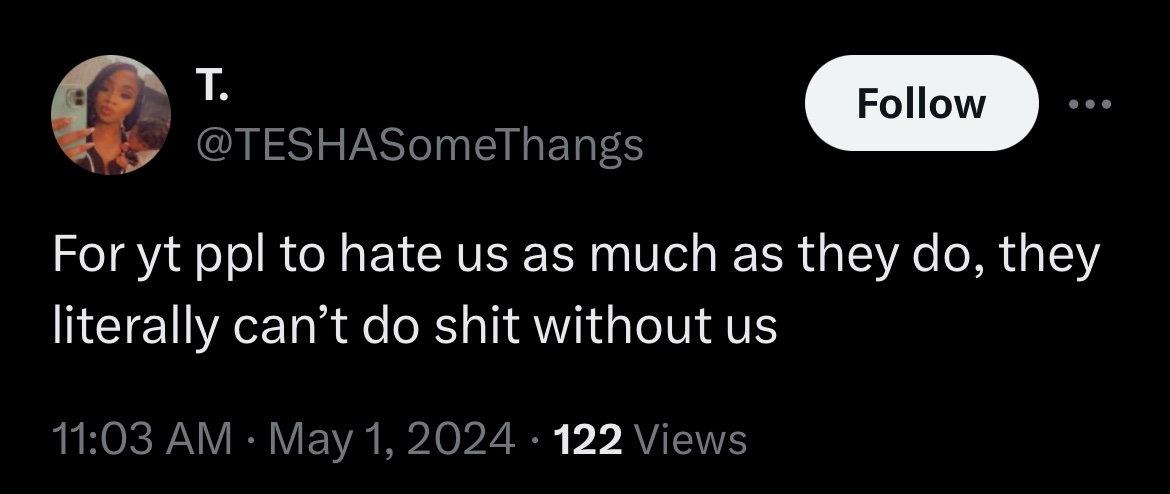 T.
@TESHASomeThangs
Follow
For yt ppl to hate us as much as they do, they
literally can’t do shit without us
11:03 AM · May 1, 2024 · 122 Views